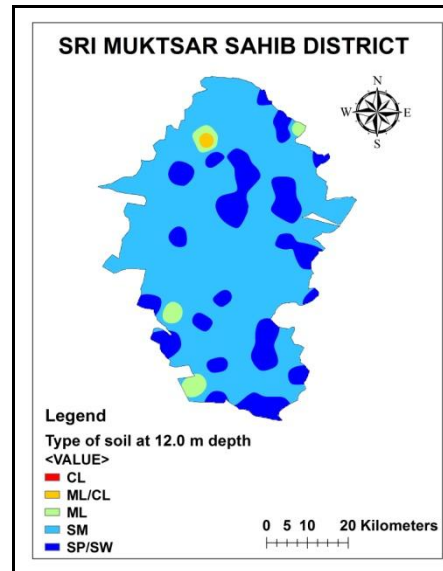 SRI MUKTSAR SAHIB DISTRICT
N
W E
S
Legend
Type of soil at 12.0 m depth
<VALUE>
CL
ML/CL
ML
SM
SP/SW
0 5 10 20 Kilometers